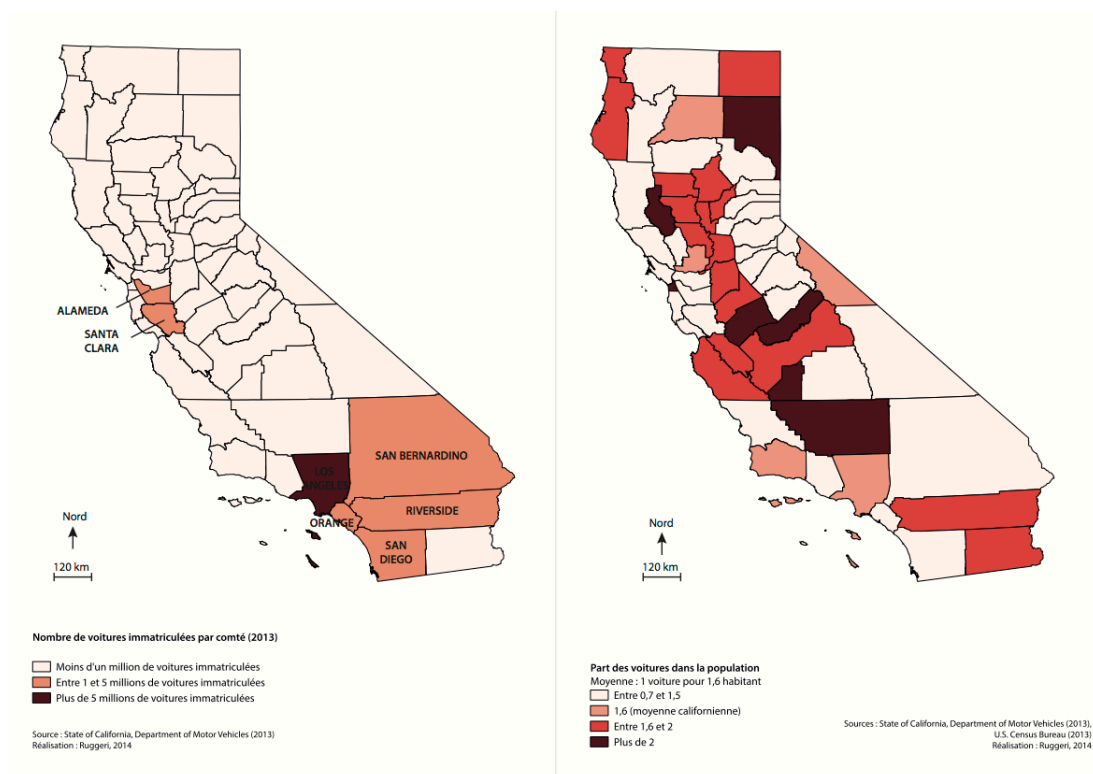 ALAMEDA
SANTA
CLARA
SAN BERNARDINO
LOS
ANGELES
ORANGE
RIVERSIDE
SAN
DIEGO
Nord
120 km
Nombre de voitures immatriculées par comté (2013)
Moins d'un million de voitures immatriculées
Entre 1 et 5 millions de voitures immatriculées
Plus de 5 millions de voitures immatriculées
Source : State of California, Department of Motor Vehicles (2013)
Réalisation : Ruggeri, 2014
Nord
120 km
Part des voitures dans la population
Moyenne : 1 voiture pour 1,6 habitant
Entre 0,7 et 1,5
1,6 (moyenne californienne)
Entre 1,6 et 2
Plus de 2
Sources : State of California, Department of Motor Vehicles (2013),
U.S. Census Bureau (2013)
Réalisation : Ruggeri, 2014